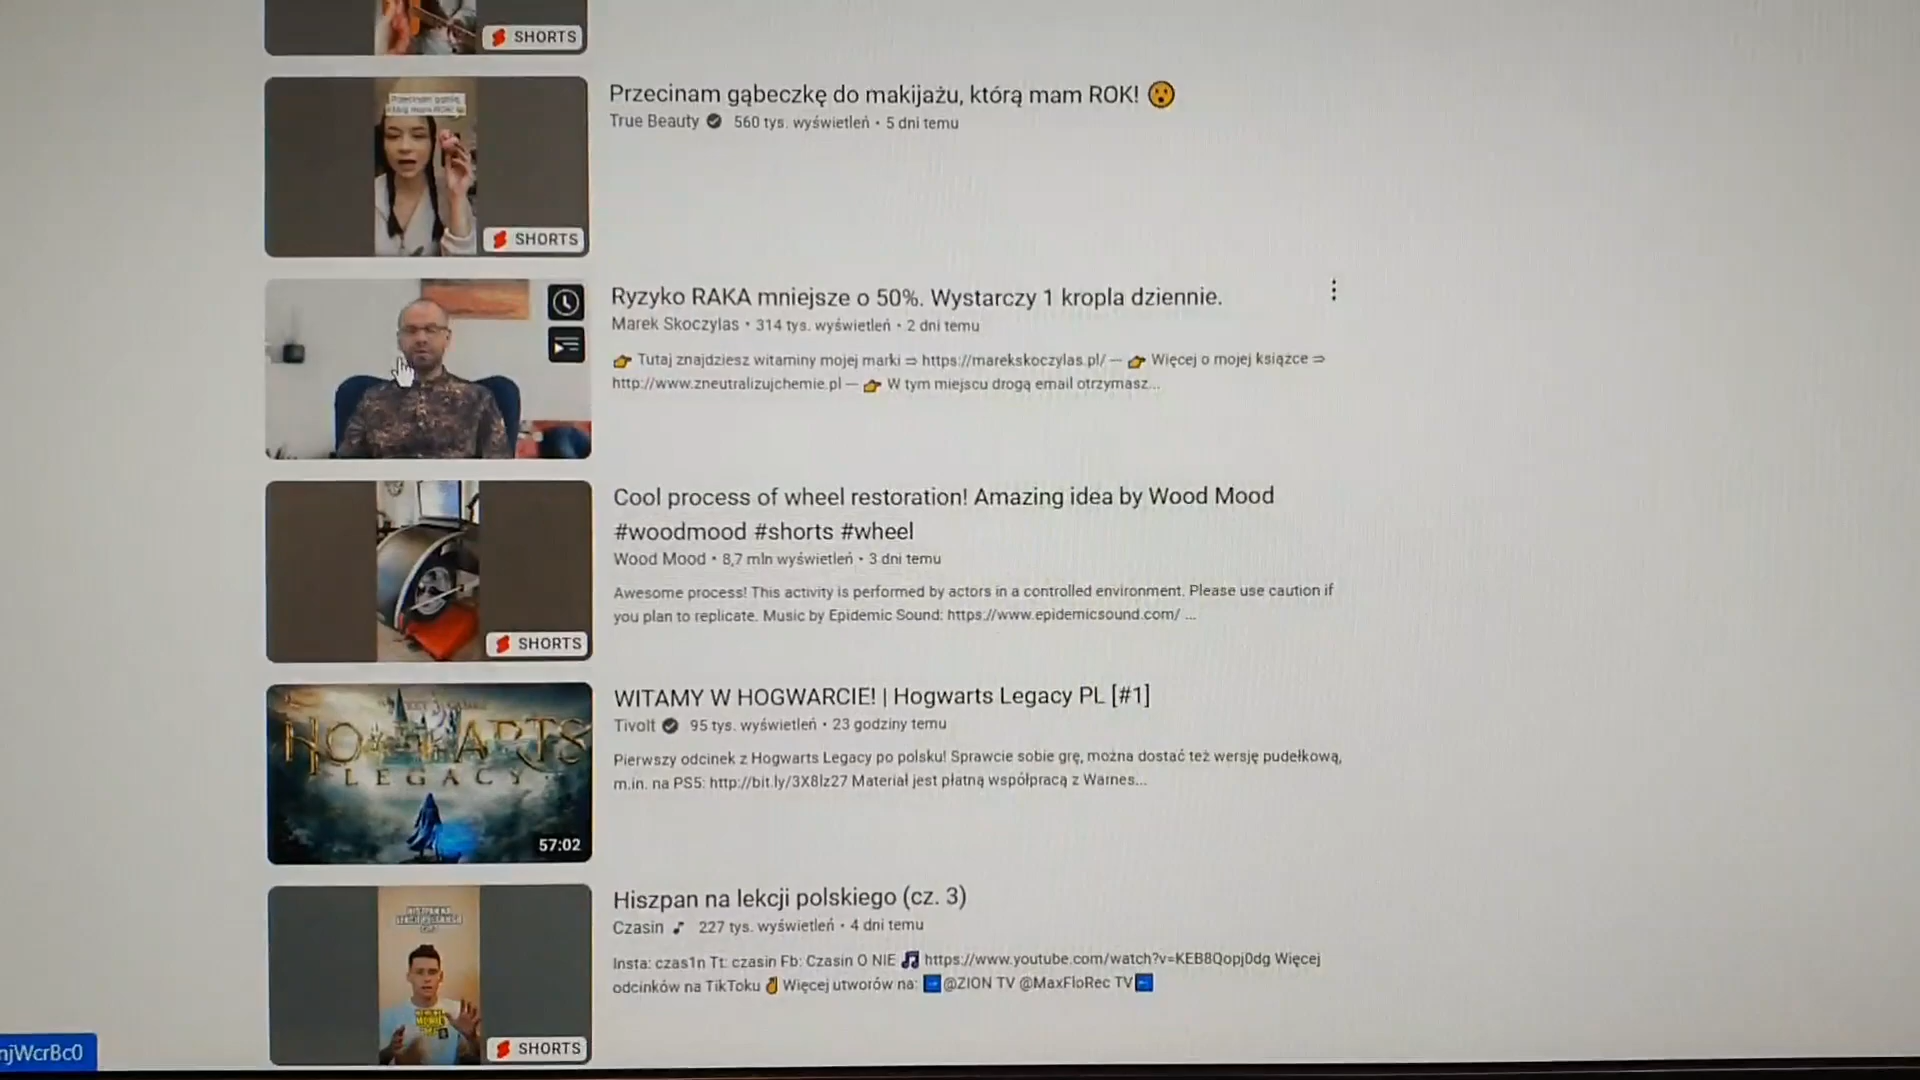 SHORTS
Przecinam gąbeczkę do makijażu, którą mam ROK! 😮
True Beauty 560 tys. wyświetleń • 5 dni temu
SHORTS
Ryzyko RAKA mniejsze o 50%. Wystarczy 1 kropla dziennie.
Marek Skoczylas • 314 tys. wyświetleń • 2 dni temu
👉 Tutaj znajdziesz witaminy mojej marki ⇒ https://marekskoczylas.pl/ — 👉 Więcej o mojej książce ⇒
http://www.zneutralizujchemie.pl — 👉 W tym miejscu drogą email otrzymasz...
Cool process of wheel restoration! Amazing idea by Wood Mood
#woodmood #shorts #wheel
Wood Mood • 8,7 mln wyświetleń • 3 dni temu
Awesome process! This activity is performed by actors in a controlled environment. Please use caution if
you plan to replicate. Music by Epidemic Sound: https://www.epidemicsound.com/ ...
SHORTS
WITAMY W HOGWARCIE! | Hogwarts Legacy PL [#1]
Tivolt 95 tys. wyświetleń • 23 godziny temu
Pierwszy odcinek z Hogwarts Legacy po polsku! Sprawcie sobie grę, można dostać też wersję pudełkową,
m.in. na PS5: http://bit.ly/3X8lz27 Materiał jest płatną współpracą z Warnes...
HOGWARTS
LEGACY
57:02
Hiszpan na lekcji polskiego (cz. 3)
Czasin ♪ 227 tys. wyświetleń • 4 dni temu
Insta: czas1n Tt: czasin Fb: Czasin O NIE 🎵 https://www.youtube.com/watch?v=KEB8Qopj0dg Więcej
odcinków na TikToku ✌ Więcej utworów na: @ZION TV @MaxFloRec TV
SHORTS
njWcrBc0